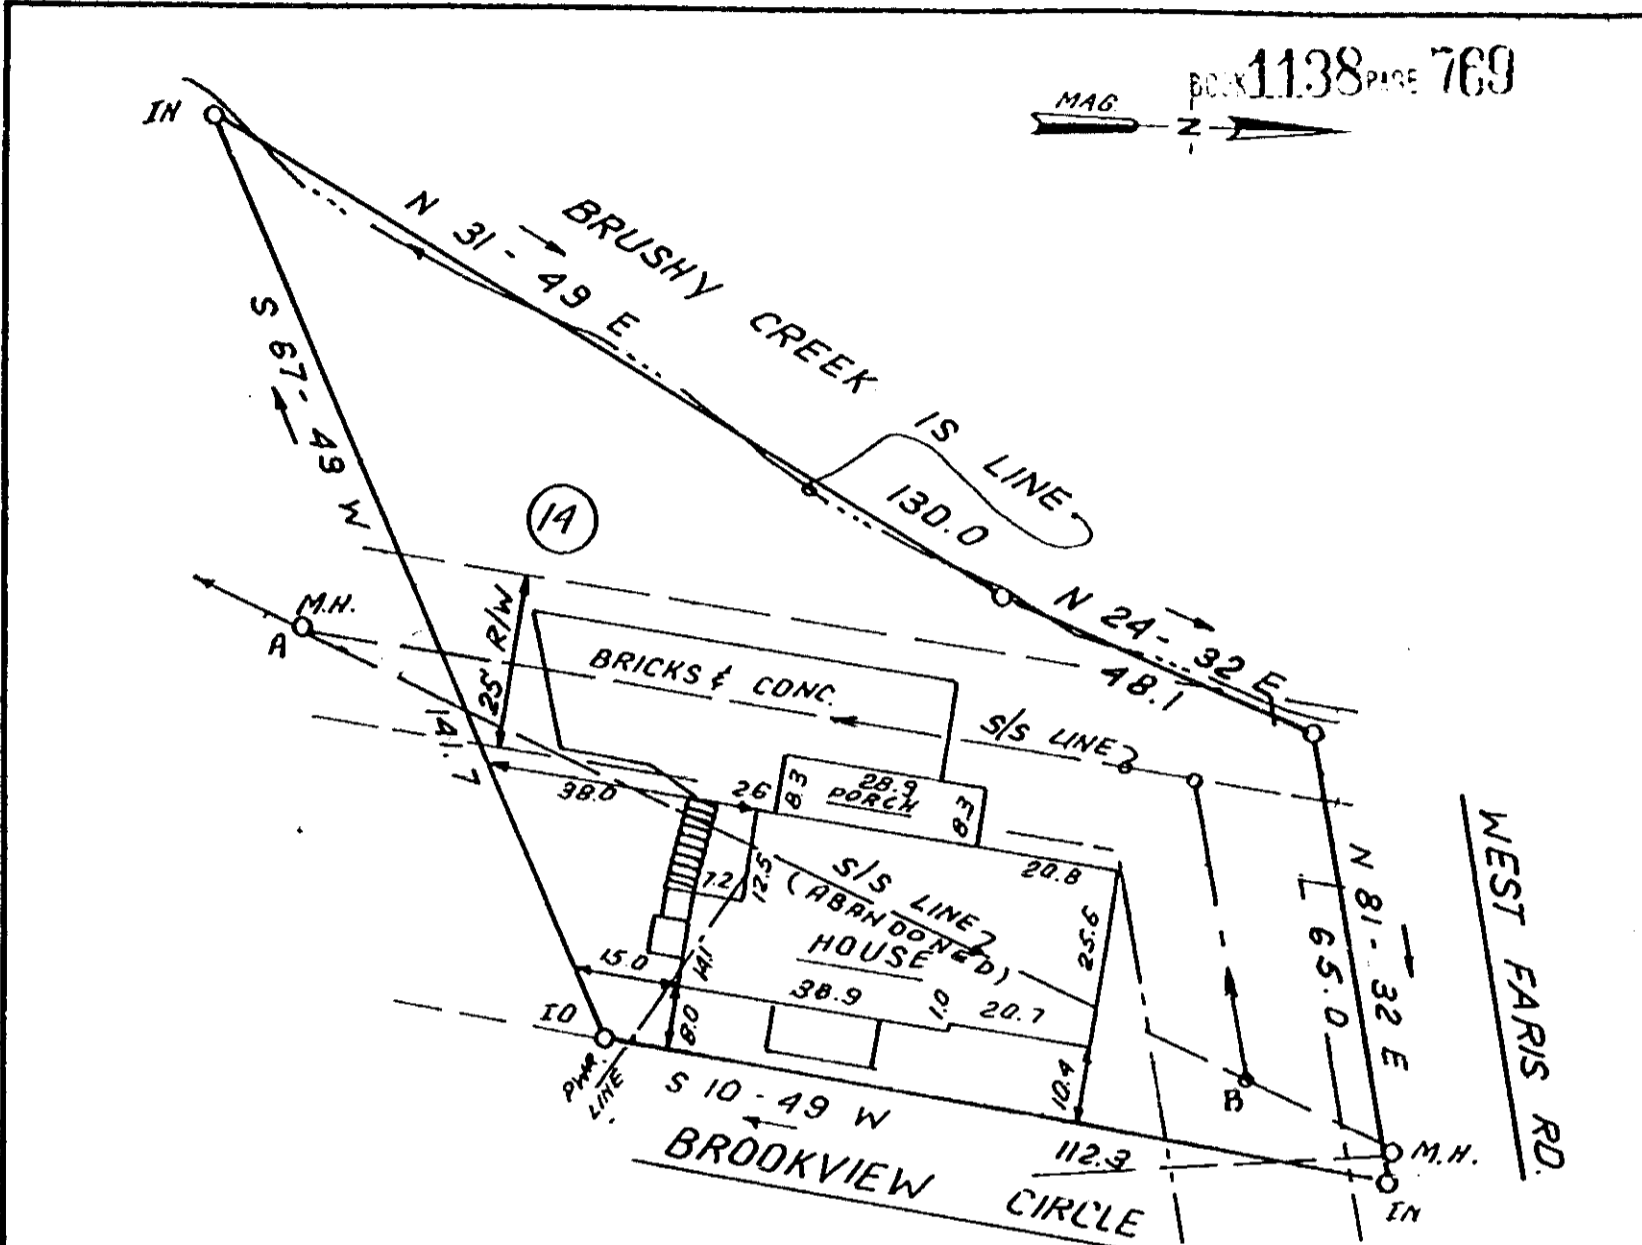 BOOK 1138 PAGE 769
MAG.
N
IN
N 31 - 49 E
BRUSHY CREEK IS LINE
130.0
S 67 - 49 W
141.7
14
N 24 - 32 E
48.1
M.H.
A
25' R/W
BRICKS & CONC.
S/S LINE
38.0
26
8.3
28.9
PORCH
8.3
20.8
7.2
12.5
S/S LINE
(ABANDONED)
HOUSE
25.6
15.0
14.1
38.9
1.0
20.7
8.0
10.4
N 81 - 32 E
65.0
WEST FARIS RD.
B
IO
PWR. LINE
S 10 - 49 W
112.3
M.H.
IN
BROOKVIEW CIRCLE